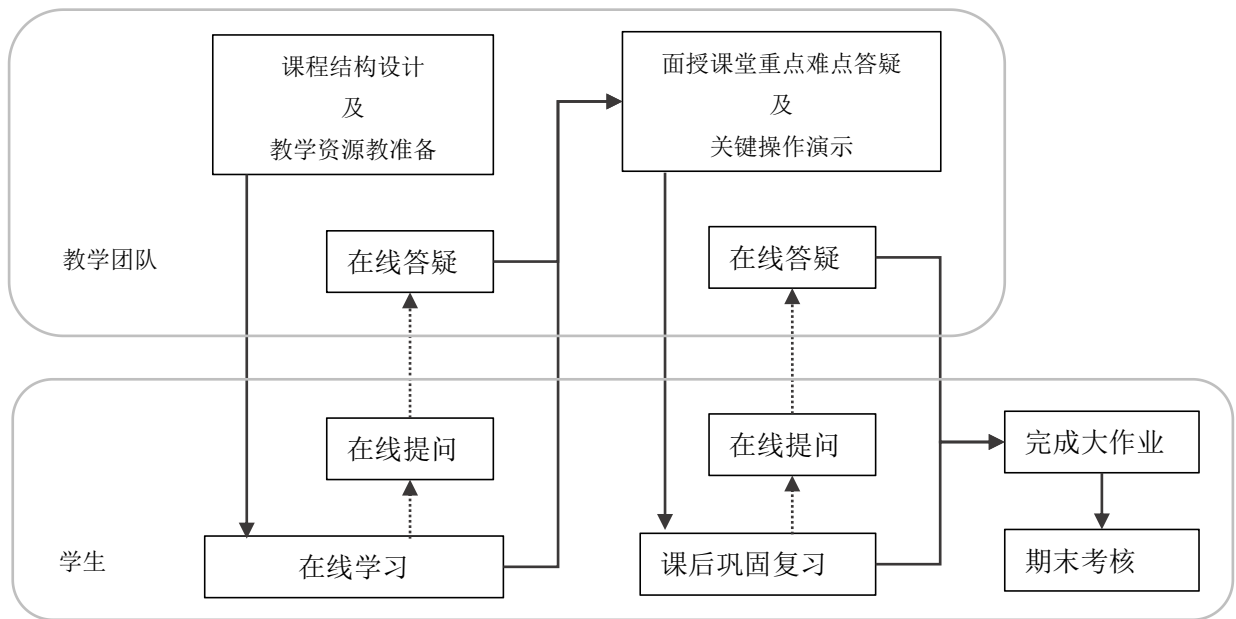 课程结构设计
及
教学资源教准备
面授课堂重点难点答疑
及
关键操作演示
教学团队
在线答疑
在线答疑
在线提问
在线提问
完成大作业
学生
在线学习
课后巩固复习
期末考核